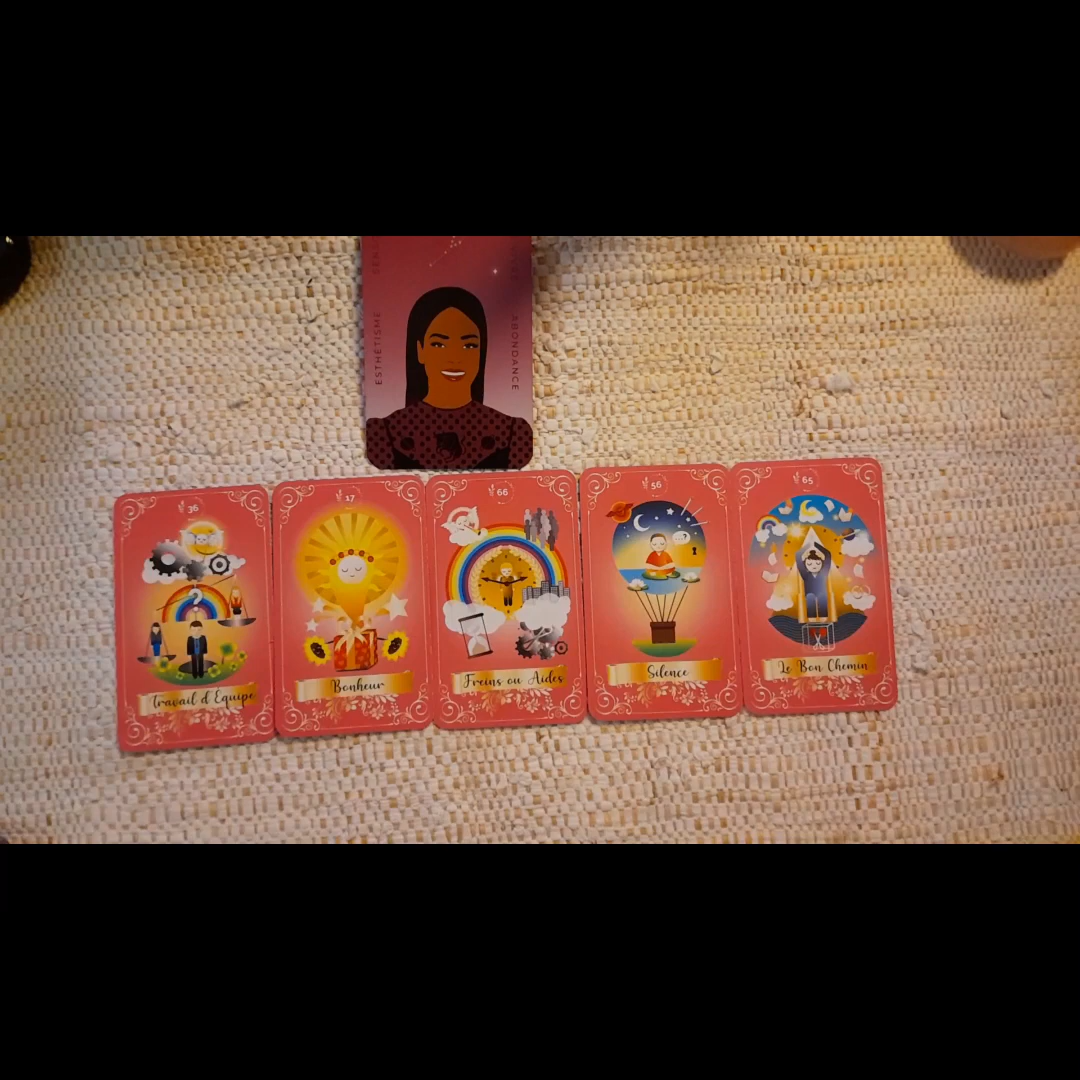 ESTHÉTISME
ABONDANCE
36
Travail d'Equipe
17
Bonheur
66
?
Freins ou Aides
56
Silence
65
Le Bon Chemin